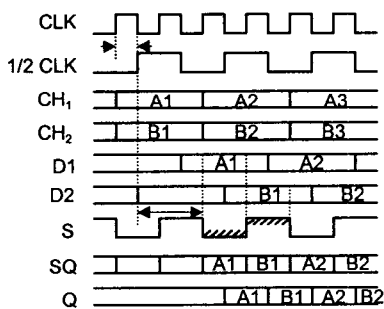 CLK
1/2 CLK
CH₁ A1 A2 A3
CH₂ B1 B2 B3
D1 A1 A2
D2 B1 B2
S
SQ A1 B1 A2 B2
Q A1 B1 A2 B2